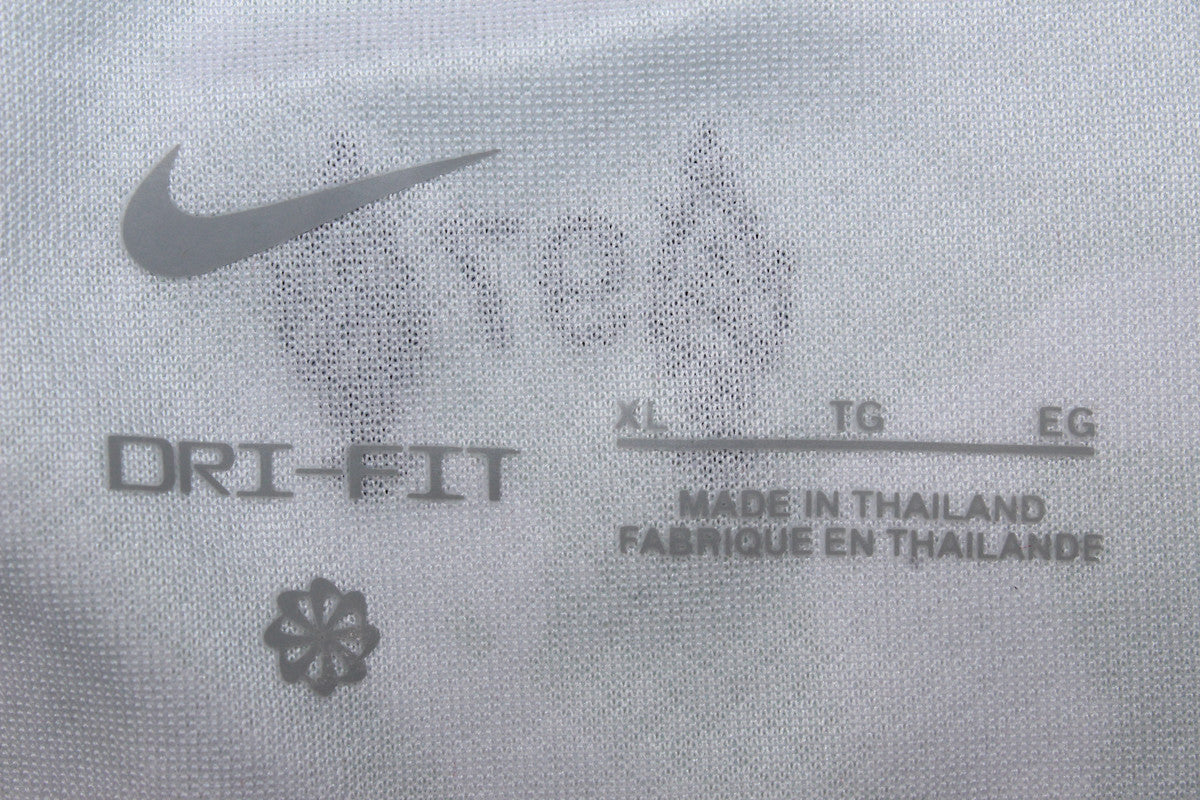 DRI-FIT
XL TG EG
MADE IN THAILAND
FABRIQUE EN THAILANDE